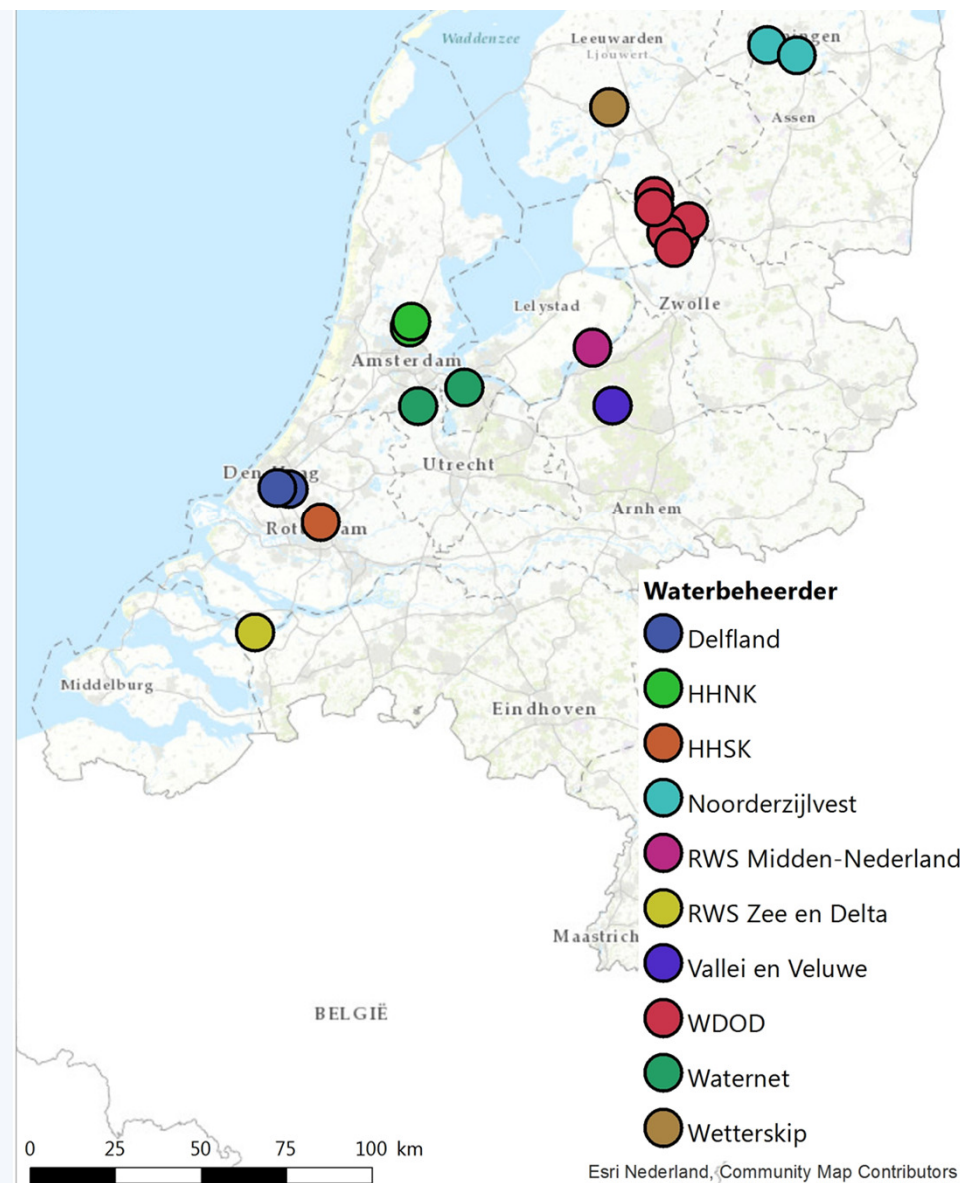 Waddenzee
Leeuwarden
Ljouwert
Assen
Lelystad
Zwolle
Amsterdam
Utrecht
Arnhem
Middelburg
Eindhoven
Maastrich
BELGIË
Waterbeheerder
Delfland
HHNK
HHSK
Noorderzijlvest
RWS Midden-Nederland
RWS Zee en Delta
Vallei en Veluwe
WDOD
Waternet
Wetterskip
0 25 50 75 100 km
Esri Nederland, Community Map Contributors